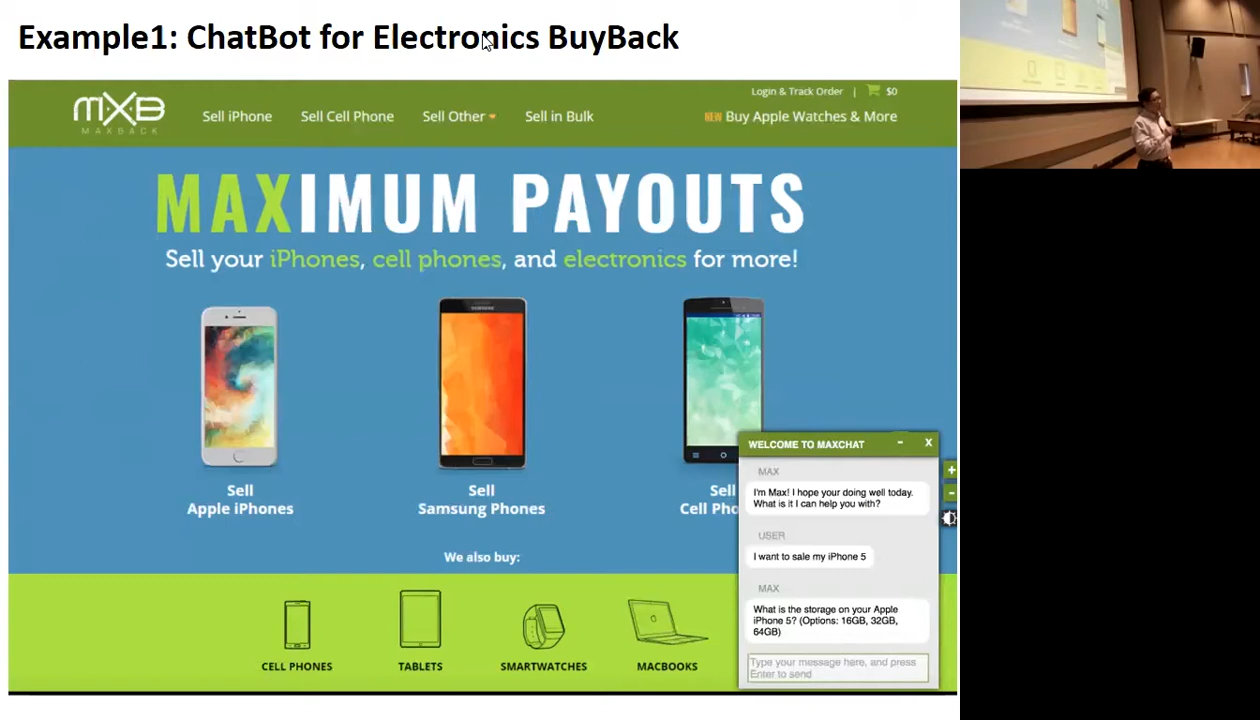 Example1: ChatBot for Electronics BuyBack
Login & Track Order | $0
MXB
MAXBACK
Sell iPhone Sell Cell Phone Sell Other Sell in Bulk NEW Buy Apple Watches & More
MAXIMUM PAYOUTS
Sell your iPhones, cell phones, and electronics for more!
SAMSUNG
Sell
Apple iPhones
Sell
Samsung Phones
Sell
Cell Pho
We also buy:
CELL PHONES
TABLETS
SMARTWATCHES
MACBOOKS
WELCOME TO MAXCHAT - X
MAX
I'm Max! I hope your doing well today.
What is it I can help you with?
USER
I want to sale my iPhone 5
MAX
What is the storage on your Apple
iPhone 5? (Options: 16GB, 32GB,
64GB)
Type your message here, and press
Enter to send
+
-